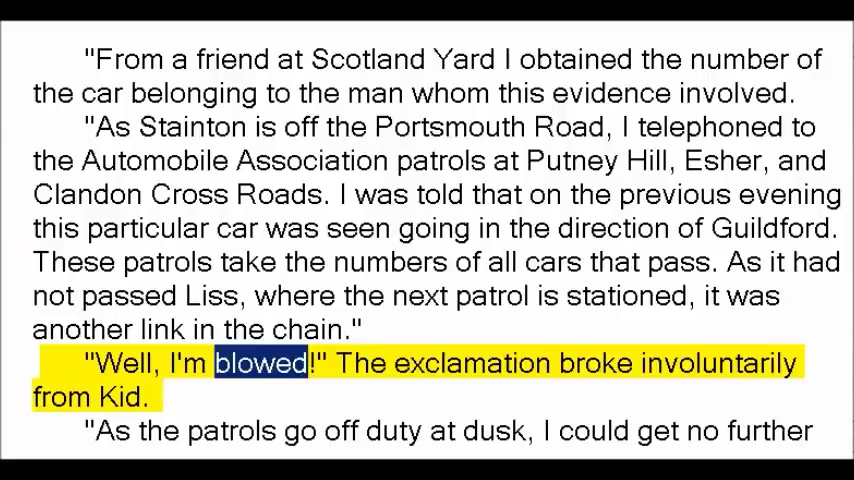 "From a friend at Scotland Yard I obtained the number of
the car belonging to the man whom this evidence involved.
"As Stainton is off the Portsmouth Road, I telephoned to
the Automobile Association patrols at Putney Hill, Esher, and
Clandon Cross Roads. I was told that on the previous evening
this particular car was seen going in the direction of Guildford.
These patrols take the numbers of all cars that pass. As it had
not passed Liss, where the next patrol is stationed, it was
another link in the chain."
"Well, I'm blowed!" The exclamation broke involuntarily
from Kid.
"As the patrols go off duty at dusk, I could get no further